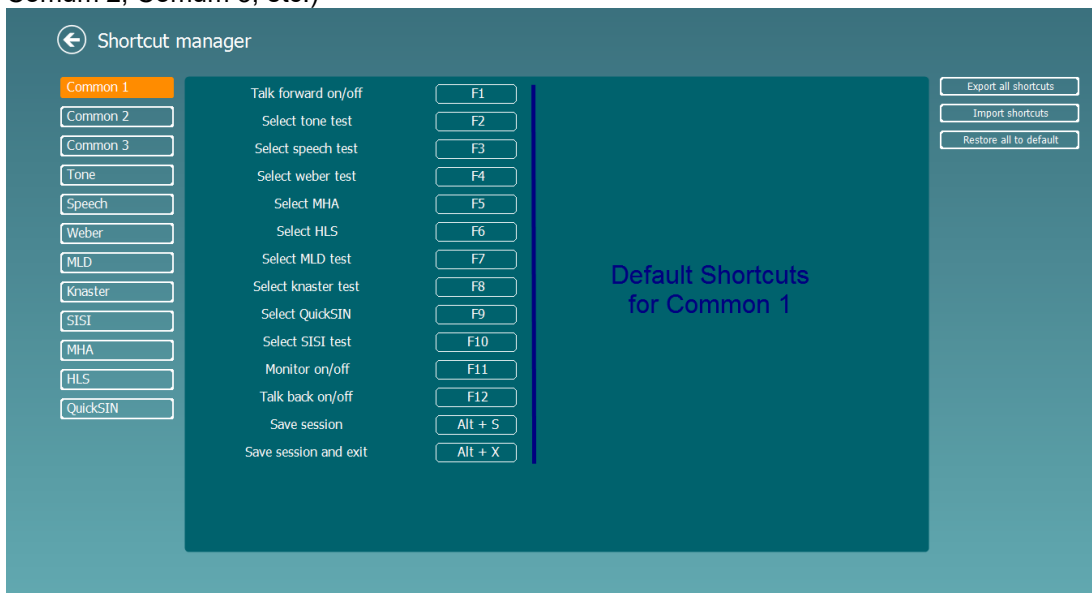 Shortcut manager
Common 1
Common 2
Common 3
Tone
Speech
Weber
MLD
Knaster
SISI
MHA
HLS
QuickSIN
Talk forward on/off F1
Select tone test F2
Select speech test F3
Select weber test F4
Select MHA F5
Select HLS F6
Select MLD test F7
Select knaster test F8
Select QuickSIN F9
Select SISI test F10
Monitor on/off F11
Talk back on/off F12
Save session Alt + S
Save session and exit Alt + X
Default Shortcuts
for Common 1
Export all shortcuts
Import shortcuts
Restore all to default